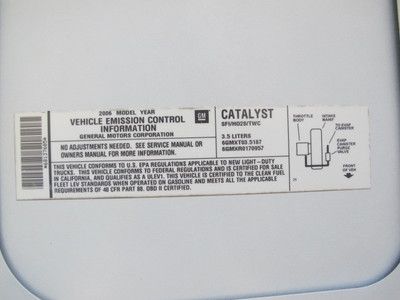 2006 MODEL YEAR
VEHICLE EMISSION CONTROL
INFORMATION
GENERAL MOTORS CORPORATION
GM
NO ADJUSTMENTS NEEDED. SEE SERVICE MANUAL OR
OWNERS MANUAL FOR MORE INFORMATION.
THIS VEHICLE CONFORMS TO U.S. EPA REGULATIONS APPLICABLE TO NEW LIGHT-DUTY
TRUCKS. THIS VEHICLE CONFORMS TO FEDERAL REGULATIONS AND IS CERTIFIED FOR SALE
IN CALIFORNIA, AND QUALIFIES AS A ULEVI. THIS VEHICLE IS CERTIFIED TO THE CLEAN FUEL
FLEET LEV STANDARDS WHEN OPERATED ON GASOLINE AND MEETS ALL THE APPLICABLE
REQUIREMENTS OF 40 CFR PART 88. OBD II CERTIFIED.
CATALYST
SFI/HO2S/TWC
3.5 LITERS
6GMXT03.5187
6GMXR0170957
THROTTLE
BODY
INTAKE
MANIF
TO EVAP
CANISTER
EVAP
CANISTER
PURGE
VALVE
FRONT
OF VEH